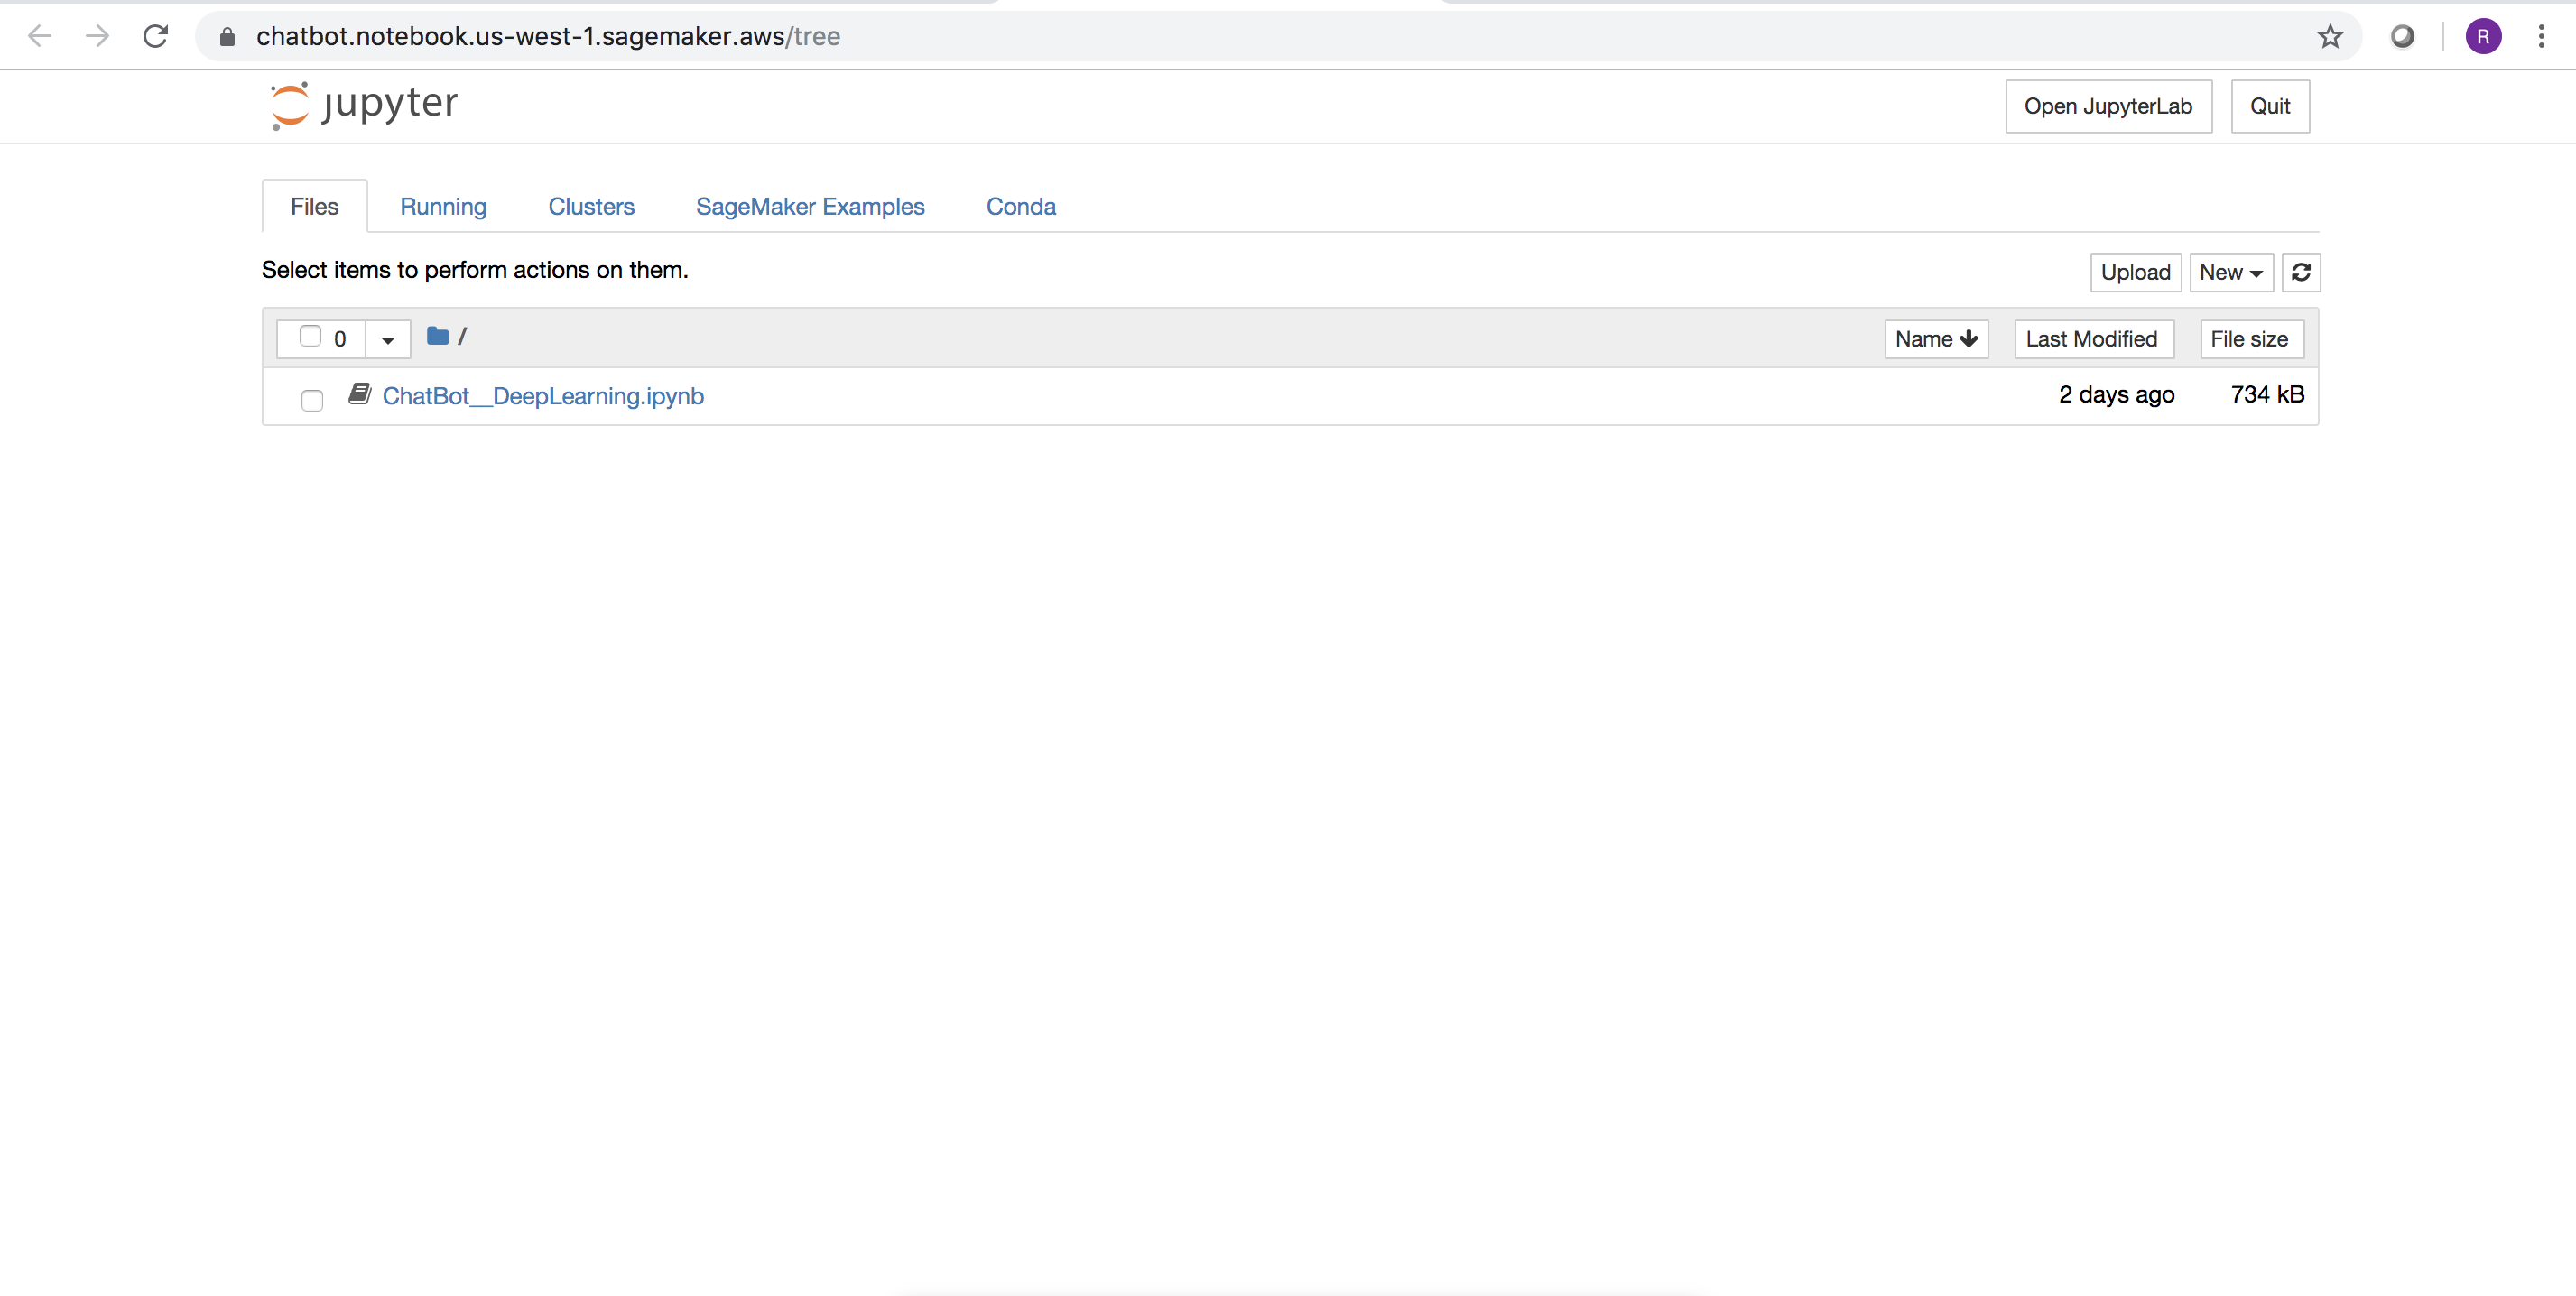 chatbot.notebook.us-west-1.sagemaker.aws/tree
R
jupyter
Open JupyterLab
Quit
Files
Running
Clusters
SageMaker Examples
Conda
Select items to perform actions on them.
Upload
New
0
/
Name
Last Modified
File size
ChatBot__DeepLearning.ipynb
2 days ago
734 kB